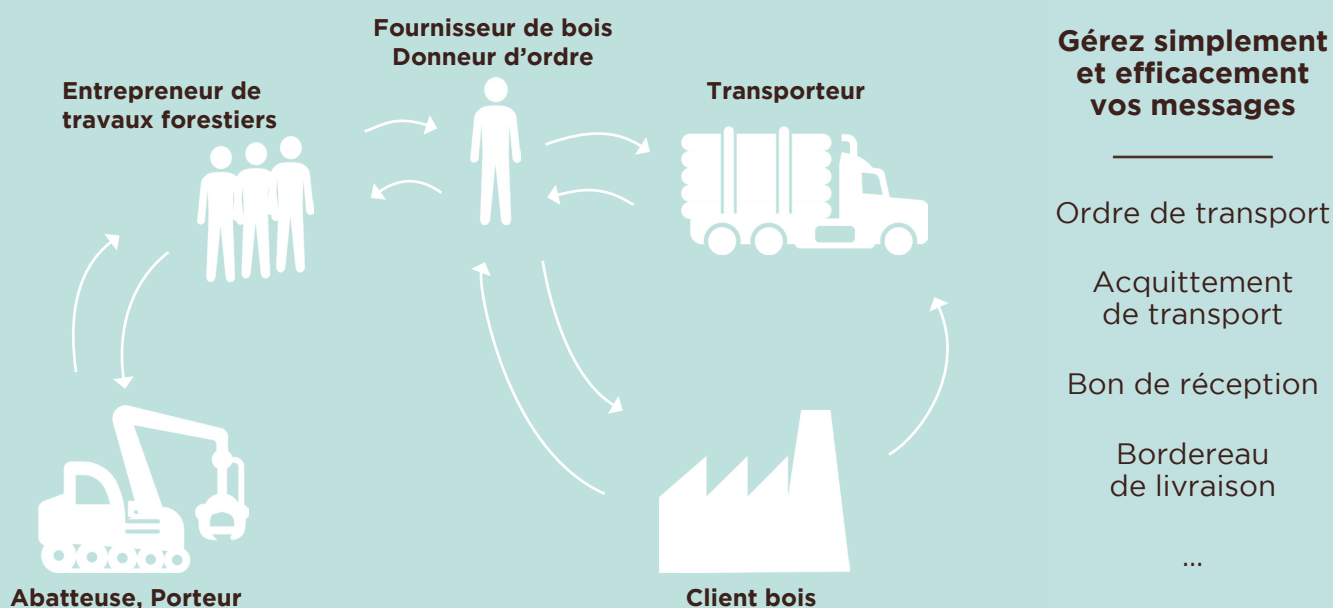 Fournisseur de bois
Donneur d’ordre
Entrepreneur de
travaux forestiers
Transporteur
Abatteuse, Porteur
Client bois
Gérez simplement
et efficacement
vos messages
Ordre de transport
Acquittement
de transport
Bon de réception
Bordereau
de livraison
...